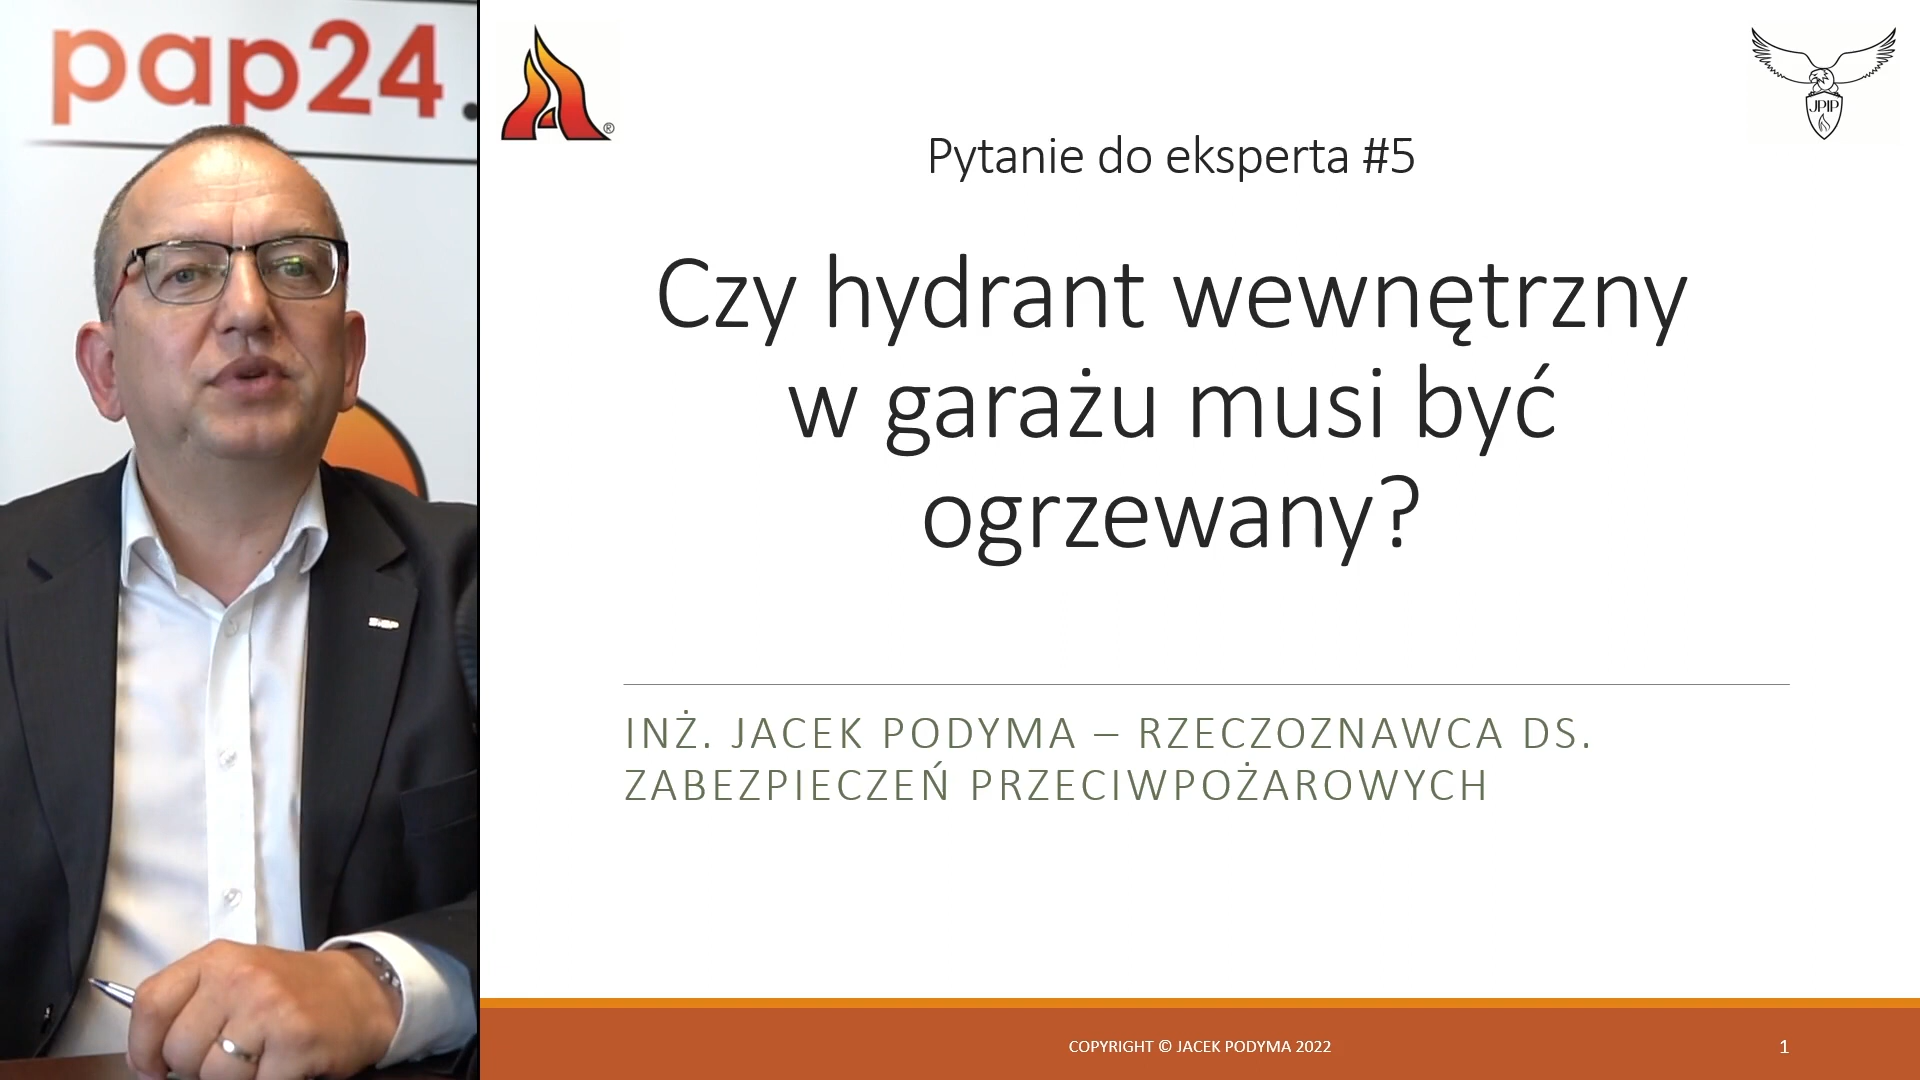 pap24.
®
JPIP
Pytanie do eksperta #5
Czy hydrant wewnętrzny
w garażu musi być
ogrzewany?
INŻ. JACEK PODYMA – RZECZOZNAWCA DS.
ZABEZPIECZEŃ PRZECIWPOŻAROWYCH
COPYRIGHT © JACEK PODYMA 2022
1